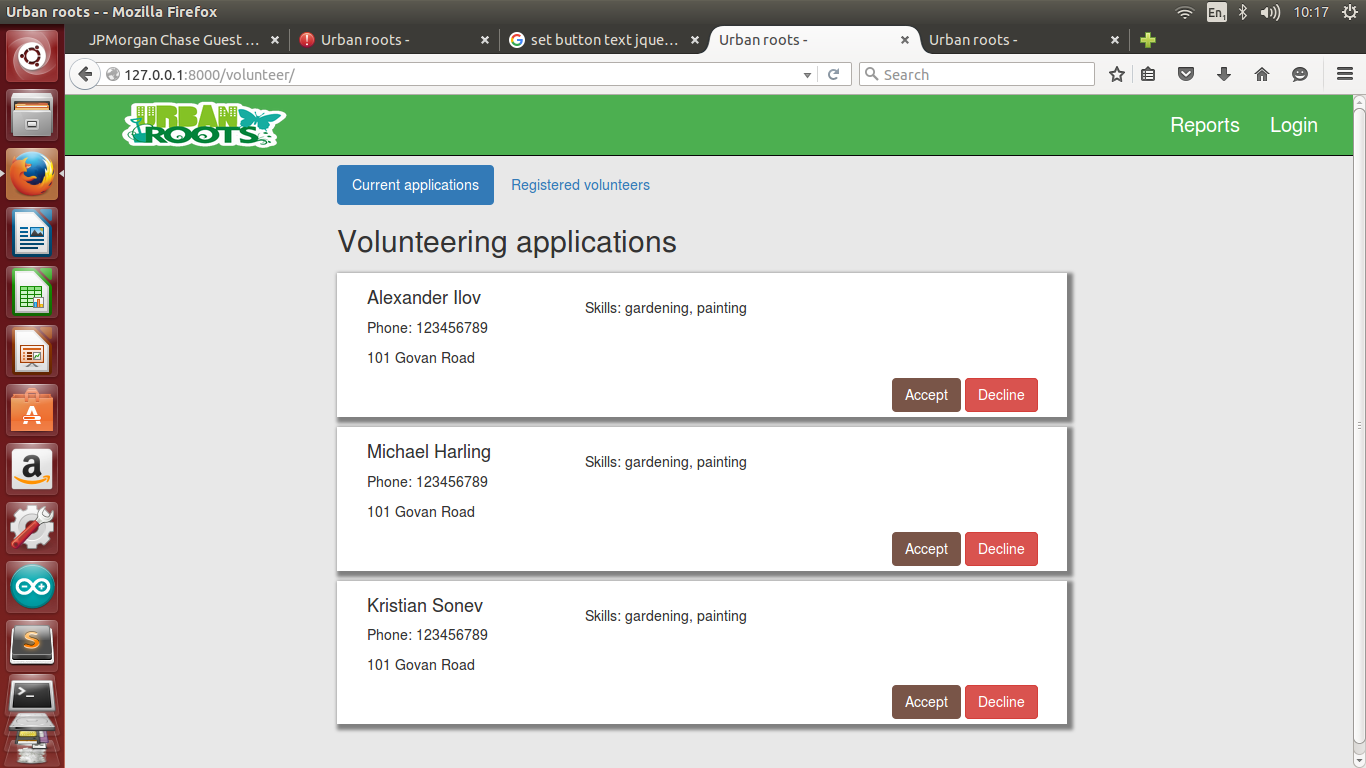 Urban roots - - Mozilla Firefox
En1
10:17
JPMorgan Chase Guest ...
Urban roots -
set button text jque...
Urban roots -
Urban roots -
127.0.0.1:8000/volunteer/
Search
URBAN
ROOTS
Reports
Login
Current applications
Registered volunteers
Volunteering applications
Alexander Ilov
Skills: gardening, painting
Phone: 123456789
101 Govan Road
Accept
Decline
Michael Harling
Skills: gardening, painting
Phone: 123456789
101 Govan Road
Accept
Decline
Kristian Sonev
Skills: gardening, painting
Phone: 123456789
101 Govan Road
Accept
Decline